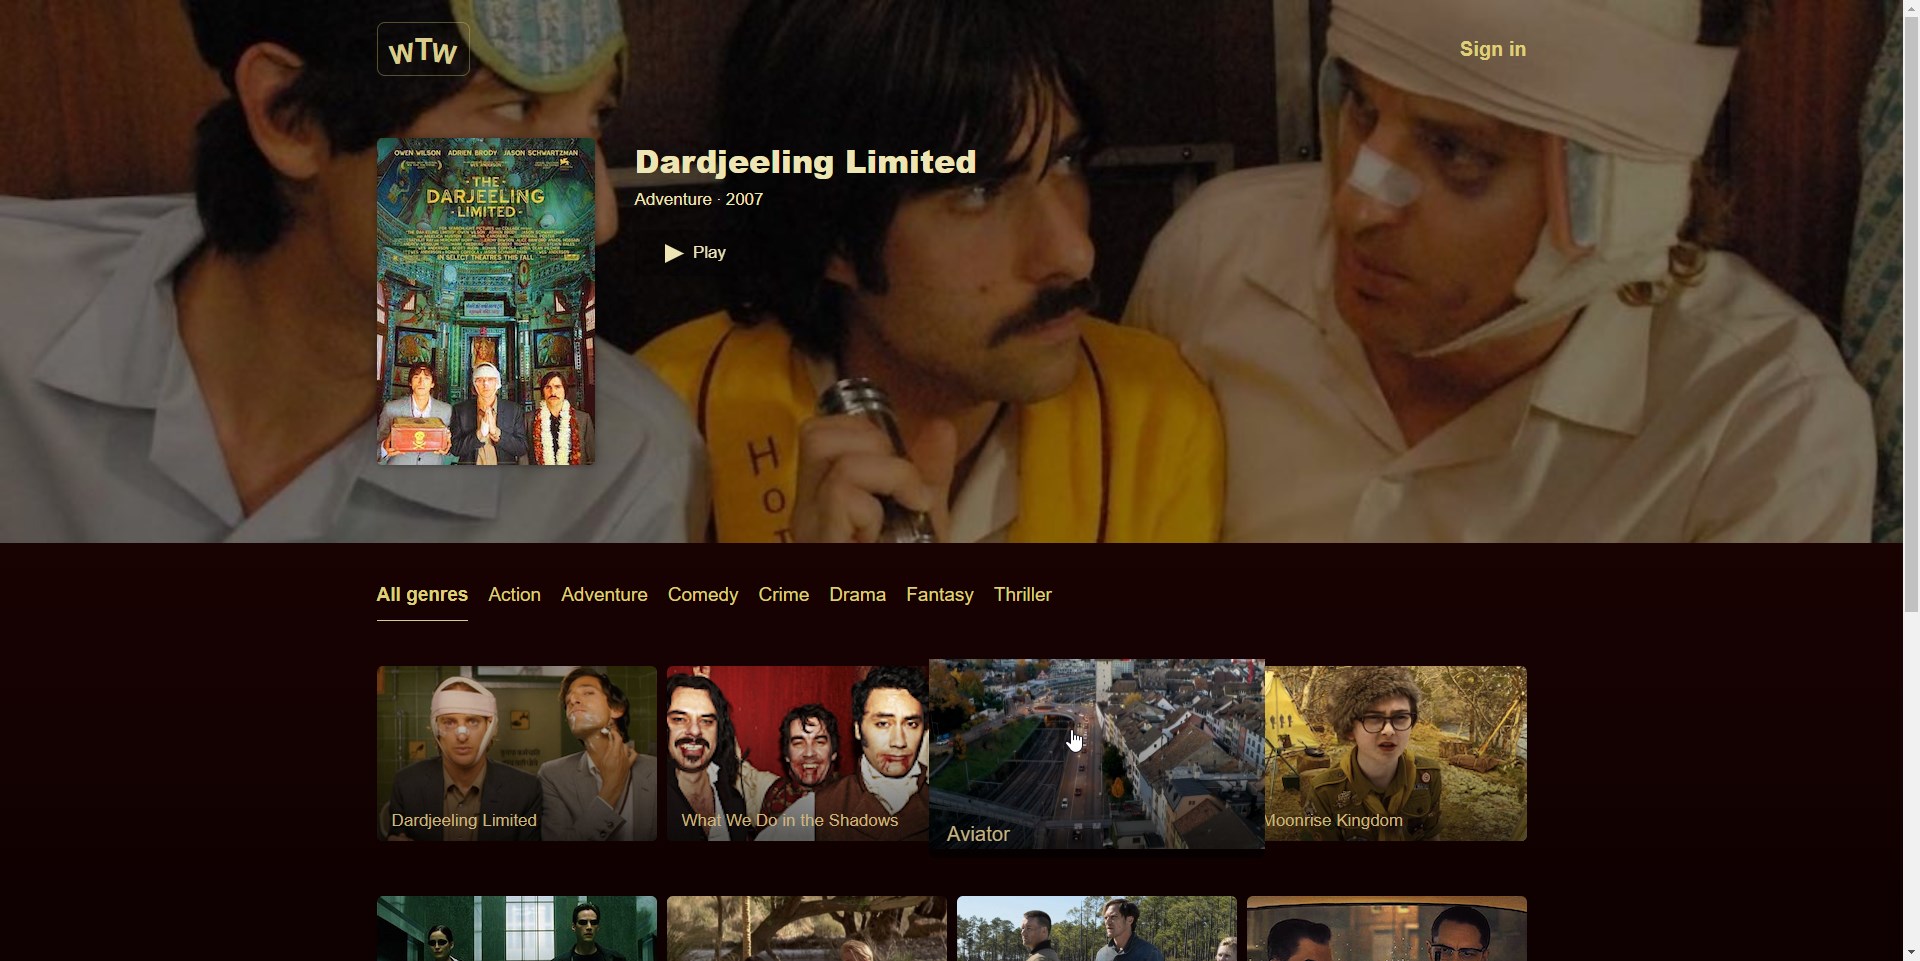 WTW
Sign in
OWEN WILSON ADRIEN BRODY JASON SCHWARTZMAN
·THE·
DARJEELING
·LIMITED·
IN SELECT THEATRES THIS FALL
Dardjeeling Limited
Adventure · 2007
Play
HOT
All genres Action Adventure Comedy Crime Drama Fantasy Thriller
Dardjeeling Limited
What We Do in the Shadows
Aviator
Moonrise Kingdom